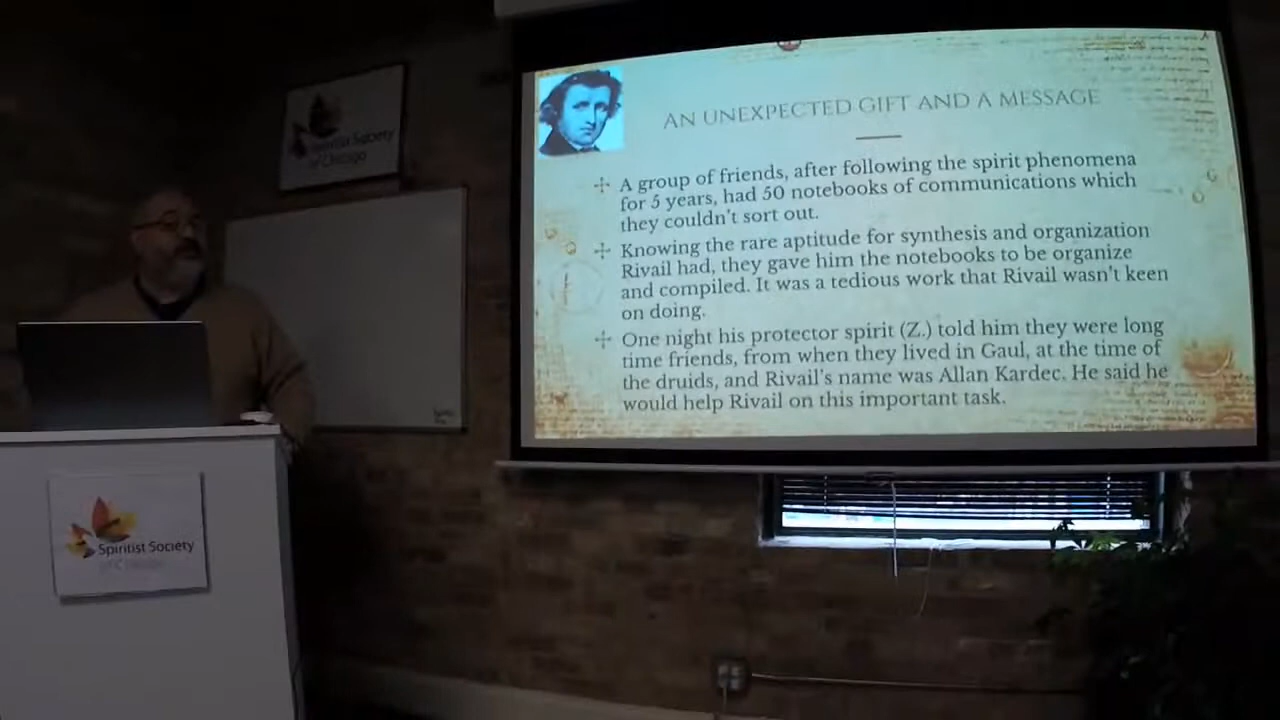 Spiritist Society
of Chicago
AN UNEXPECTED GIFT AND A MESSAGE
A group of friends, after following the spirit phenomena
for 5 years, had 50 notebooks of communications which
they couldn't sort out.
Knowing the rare aptitude for synthesis and organization
Rivail had, they gave him the notebooks to be organize
and compiled. It was a tedious work that Rivail wasn't keen
on doing.
One night his protector spirit (Z.) told him they were long
time friends, from when they lived in Gaul, at the time of
the druids, and Rivail's name was Allan Kardec. He said he
would help Rivail on this important task.
Spiritist Society
of Chicago